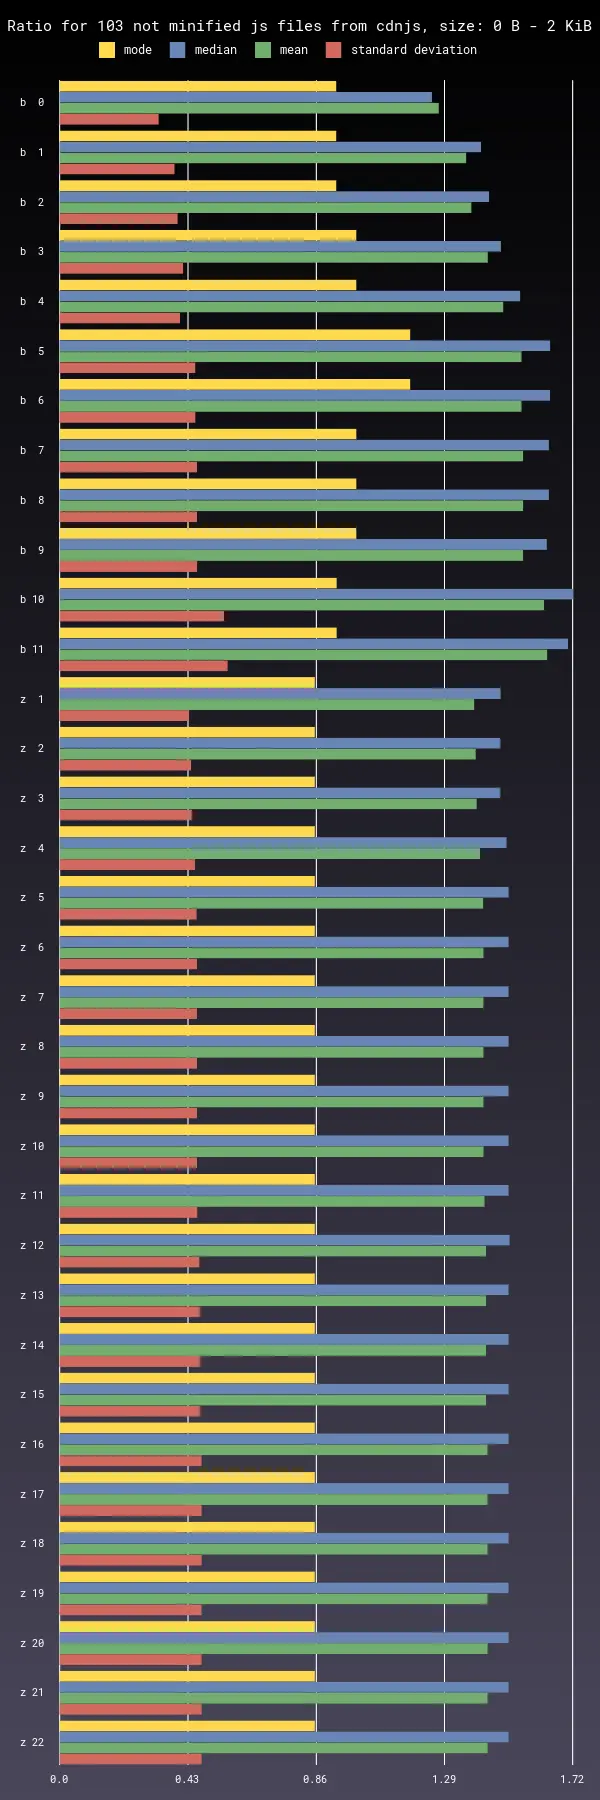 Ratio for 103 not minified js files from cdnjs, size: 0 B - 2 KiB
mode median mean standard deviation
b 0
b 1
b 2
b 3
b 4
b 5
b 6
b 7
b 8
b 9
b 10
b 11
z 1
z 2
z 3
z 4
z 5
z 6
z 7
z 8
z 9
z 10
z 11
z 12
z 13
z 14
z 15
z 16
z 17
z 18
z 19
z 20
z 21
z 22
0.0 0.43 0.86 1.29 1.72